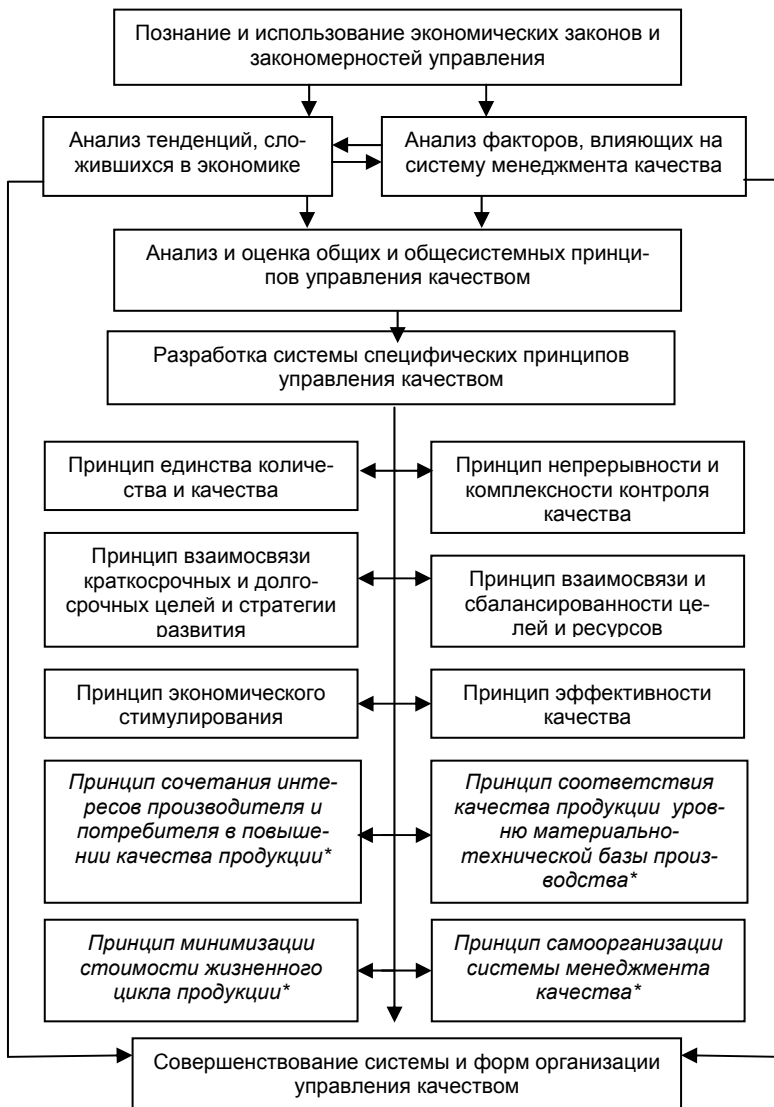 Познание и использование экономических законов и
закономерностей управления
Анализ тенденций, сло-
жившихся в экономике
Анализ факторов, влияющих на
систему менеджмента качества
Анализ и оценка общих и общесистемных принци-
пов управления качеством
Разработка системы специфических принципов
управления качеством
Принцип единства количе-
ства и качества
Принцип непрерывности и
комплексности контроля
качества
Принцип взаимосвязи
краткосрочных и долго-
срочных целей и стратегии
развития
Принцип взаимосвязи и
сбалансированности це-
лей и ресурсов
Принцип экономического
стимулирования
Принцип эффективности
качества
Принцип сочетания инте-
ресов производителя и
потребителя в повыше-
нии качества продукции*
Принцип соответствия
качества продукции уров-
ню материально-
технической базы произ-
водства*
Принцип минимизации
стоимости жизненного
цикла продукции*
Принцип самоорганизации
системы менеджмента
качества*
Совершенствование системы и форм организации
управления качеством